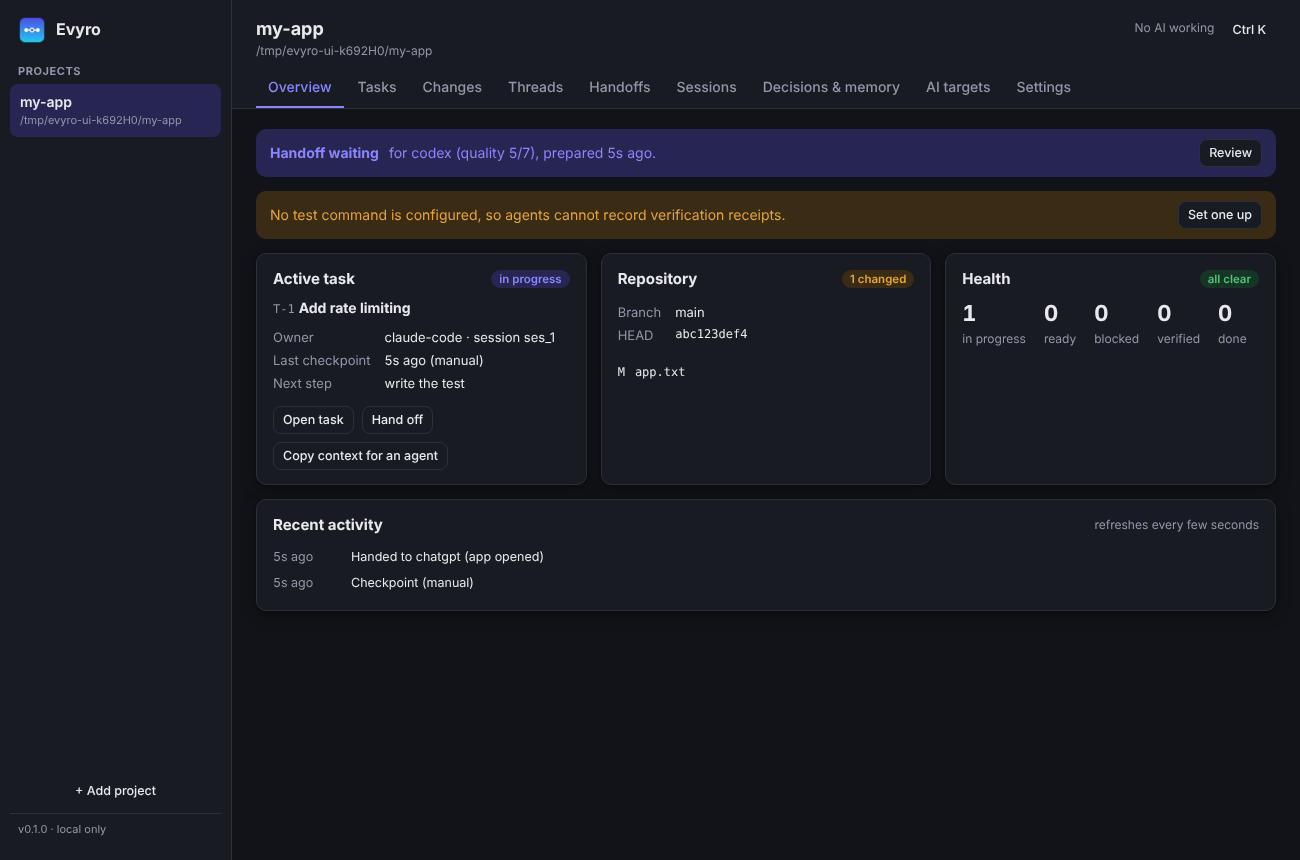 Evyro
PROJECTS
my-app
/tmp/evyro-ui-k692H0/my-app
+ Add project
v0.1.0 · local only
my-app
/tmp/evyro-ui-k692H0/my-app
No AI working
Ctrl K
Overview Tasks Changes Threads Handoffs Sessions Decisions & memory AI targets Settings
Handoff waiting for codex (quality 5/7), prepared 5s ago.
Review
No test command is configured, so agents cannot record verification receipts.
Set one up
Active task
in progress
T-1 Add rate limiting
Owner claude-code · session ses_1
Last checkpoint 5s ago (manual)
Next step write the test
Open task Hand off
Copy context for an agent
Repository
1 changed
Branch main
HEAD abc123def4
M app.txt
Health
all clear
1 0 0 0 0
in progress ready blocked verified done
Recent activity
refreshes every few seconds
5s ago Handed to chatgpt (app opened)
5s ago Checkpoint (manual)